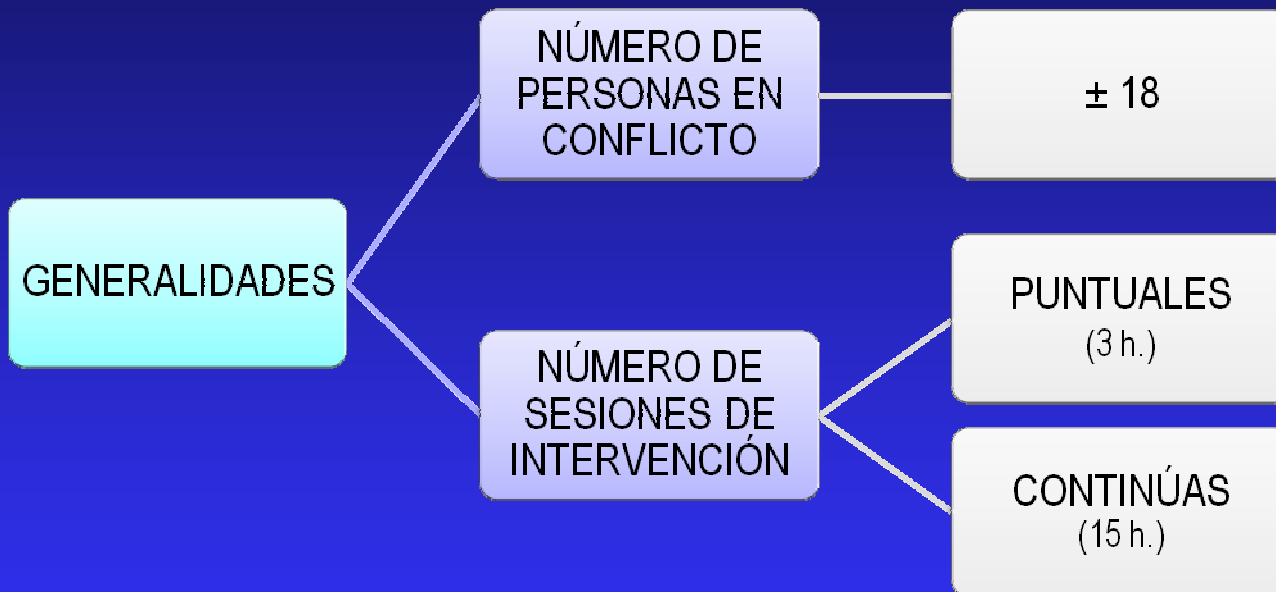 GENERALIDADES
NÚMERO DE
PERSONAS EN
CONFLICTO
± 18
NÚMERO DE
SESIONES DE
INTERVENCIÓN
PUNTUALES
(3 h.)
CONTINÚAS
(15 h.)